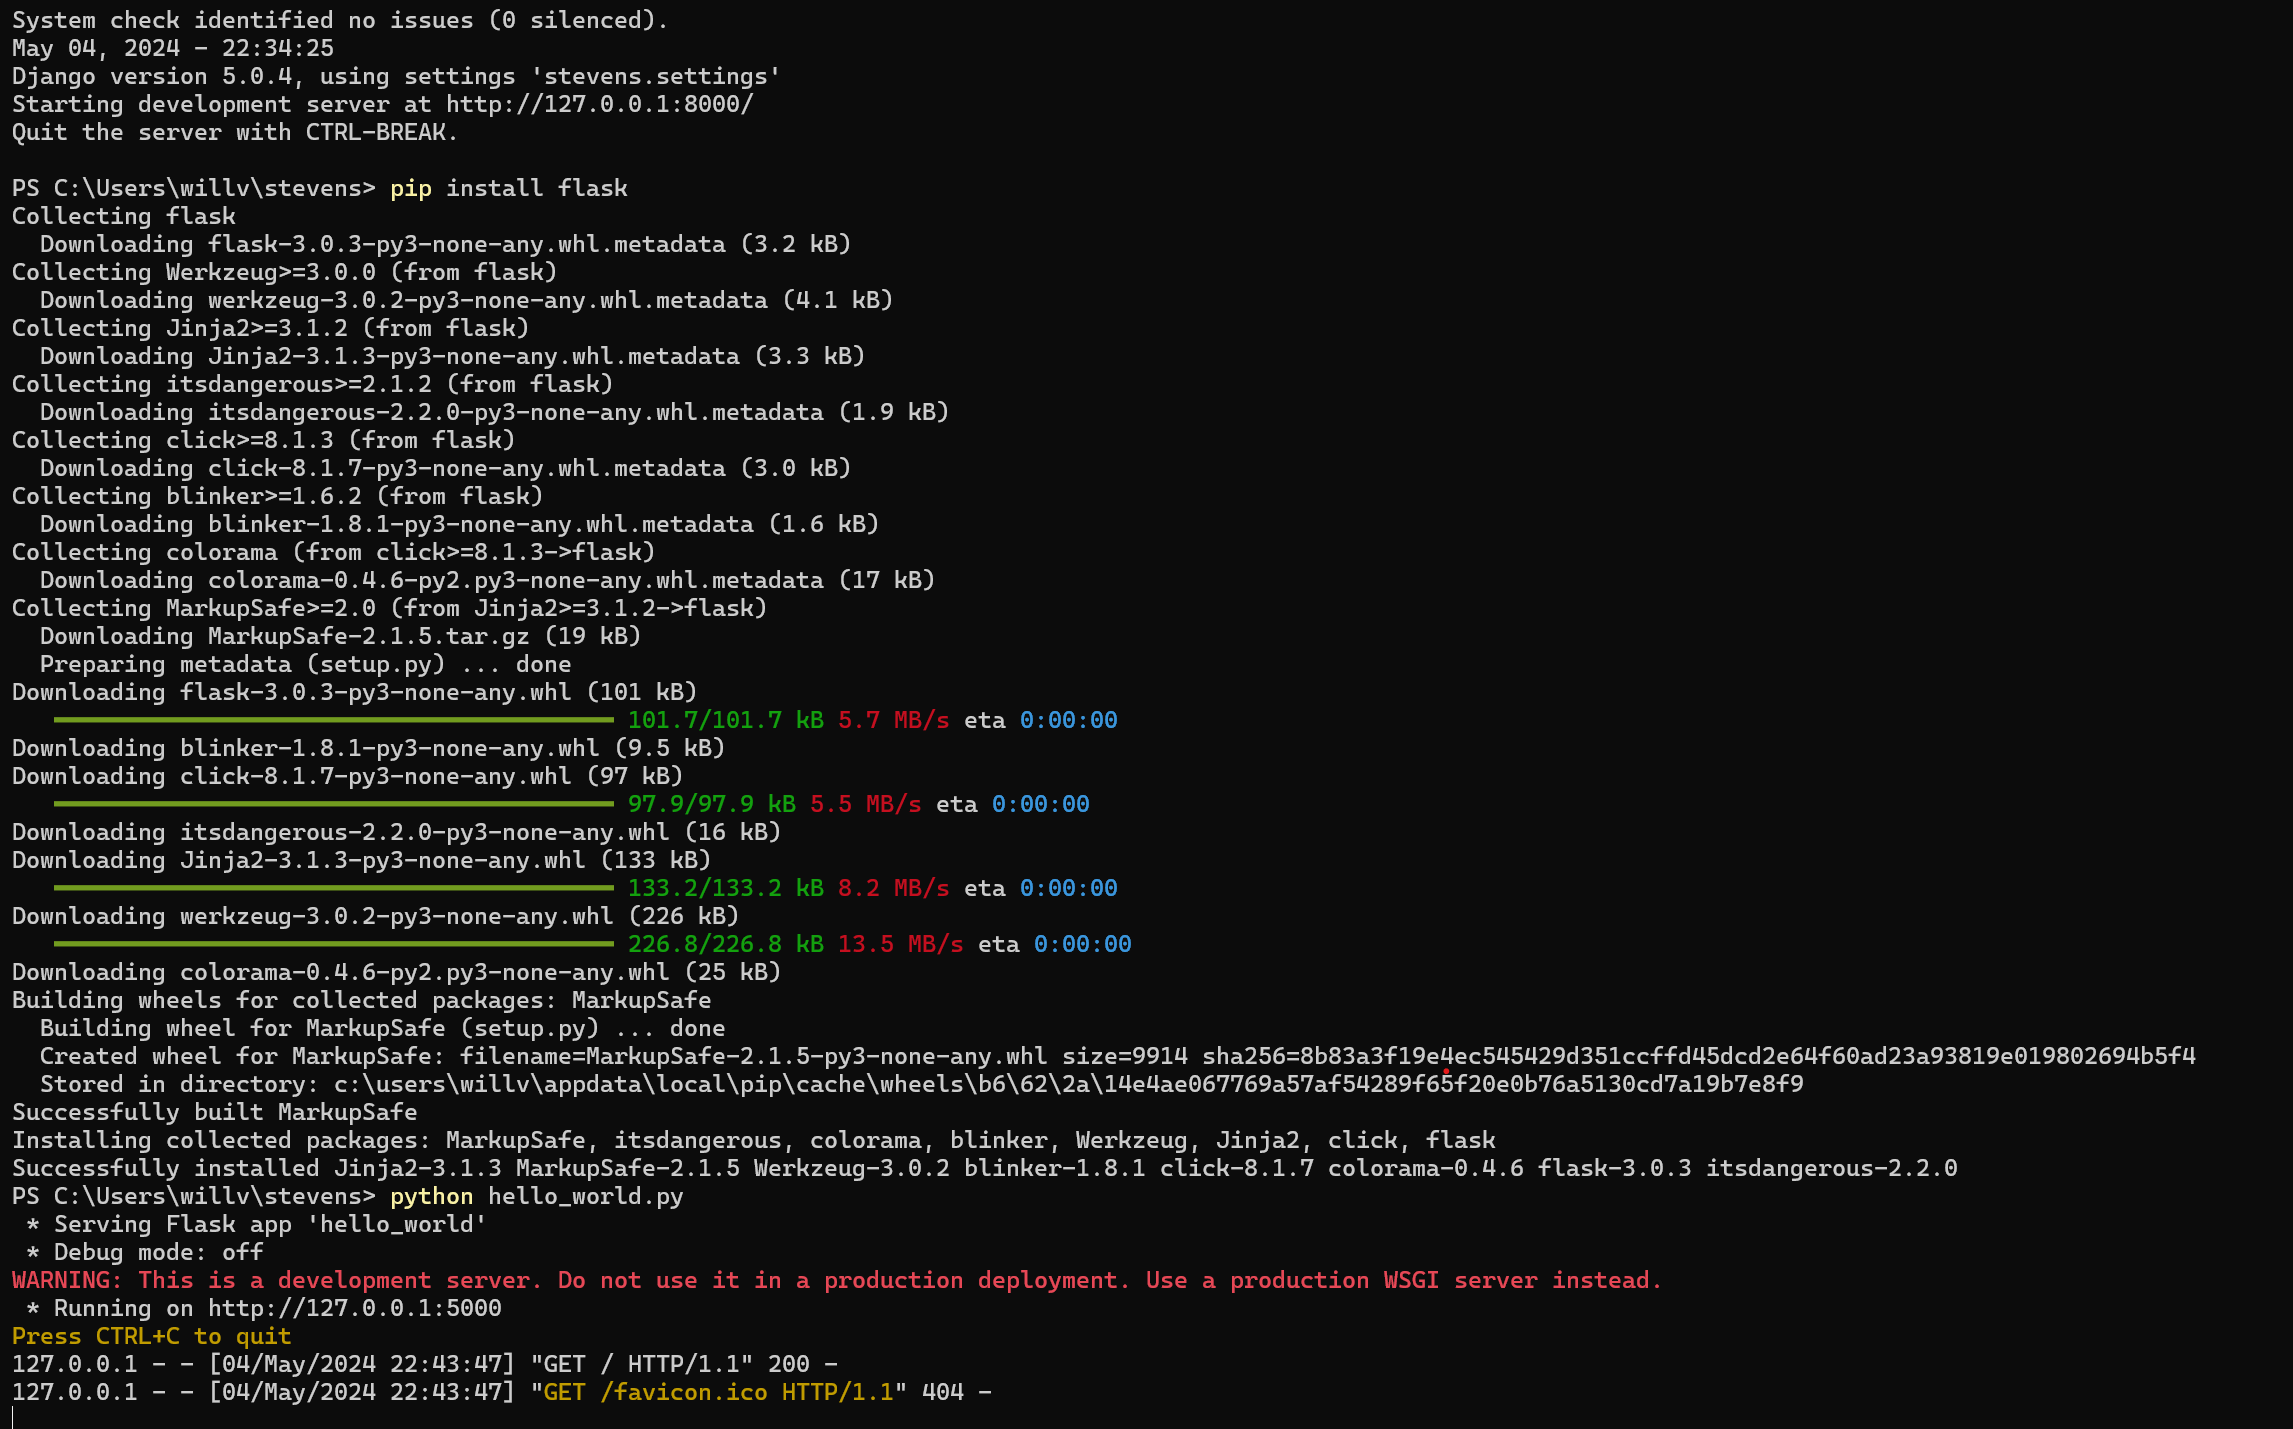 System check identified no issues (0 silenced).
May 04, 2024 - 22:34:25
Django version 5.0.4, using settings 'stevens.settings'
Starting development server at http://127.0.0.1:8000/
Quit the server with CTRL-BREAK.

PS C:\Users\willv\stevens> pip install flask
Collecting flask
  Downloading flask-3.0.3-py3-none-any.whl.metadata (3.2 kB)
Collecting Werkzeug>=3.0.0 (from flask)
  Downloading werkzeug-3.0.2-py3-none-any.whl.metadata (4.1 kB)
Collecting Jinja2>=3.1.2 (from flask)
  Downloading Jinja2-3.1.3-py3-none-any.whl.metadata (3.3 kB)
Collecting itsdangerous>=2.1.2 (from flask)
  Downloading itsdangerous-2.2.0-py3-none-any.whl.metadata (1.9 kB)
Collecting click>=8.1.3 (from flask)
  Downloading click-8.1.7-py3-none-any.whl.metadata (3.0 kB)
Collecting blinker>=1.6.2 (from flask)
  Downloading blinker-1.8.1-py3-none-any.whl.metadata (1.6 kB)
Collecting colorama (from click>=8.1.3->flask)
  Downloading colorama-0.4.6-py2.py3-none-any.whl.metadata (17 kB)
Collecting MarkupSafe>=2.0 (from Jinja2>=3.1.2->flask)
  Downloading MarkupSafe-2.1.5.tar.gz (19 kB)
  Preparing metadata (setup.py) ... done
Downloading flask-3.0.3-py3-none-any.whl (101 kB)
101.7/101.7 kB 5.7 MB/s eta 0:00:00
Downloading blinker-1.8.1-py3-none-any.whl (9.5 kB)
Downloading click-8.1.7-py3-none-any.whl (97 kB)
97.9/97.9 kB 5.5 MB/s eta 0:00:00
Downloading itsdangerous-2.2.0-py3-none-any.whl (16 kB)
Downloading Jinja2-3.1.3-py3-none-any.whl (133 kB)
133.2/133.2 kB 8.2 MB/s eta 0:00:00
Downloading werkzeug-3.0.2-py3-none-any.whl (226 kB)
226.8/226.8 kB 13.5 MB/s eta 0:00:00
Downloading colorama-0.4.6-py2.py3-none-any.whl (25 kB)
Building wheels for collected packages: MarkupSafe
  Building wheel for MarkupSafe (setup.py) ... done
  Created wheel for MarkupSafe: filename=MarkupSafe-2.1.5-py3-none-any.whl size=9914 sha256=8b83a3f19e4ec545429d351ccffd45dcd2e64f60ad23a93819e019802694b5f4
  Stored in directory: c:\users\willv\appdata\local\pip\cache\wheels\b6\62\2a\14e4ae067769a57af54289f65f20e0b76a5130cd7a19b7e8f9
Successfully built MarkupSafe
Installing collected packages: MarkupSafe, itsdangerous, colorama, blinker, Werkzeug, Jinja2, click, flask
Successfully installed Jinja2-3.1.3 MarkupSafe-2.1.5 Werkzeug-3.0.2 blinker-1.8.1 click-8.1.7 colorama-0.4.6 flask-3.0.3 itsdangerous-2.2.0
PS C:\Users\willv\stevens> python hello_world.py
 * Serving Flask app 'hello_world'
 * Debug mode: off
WARNING: This is a development server. Do not use it in a production deployment. Use a production WSGI server instead.
 * Running on http://127.0.0.1:5000
Press CTRL+C to quit
127.0.0.1 - - [04/May/2024 22:43:47] "GET / HTTP/1.1" 200 -
127.0.0.1 - - [04/May/2024 22:43:47] "GET /favicon.ico HTTP/1.1" 404 -